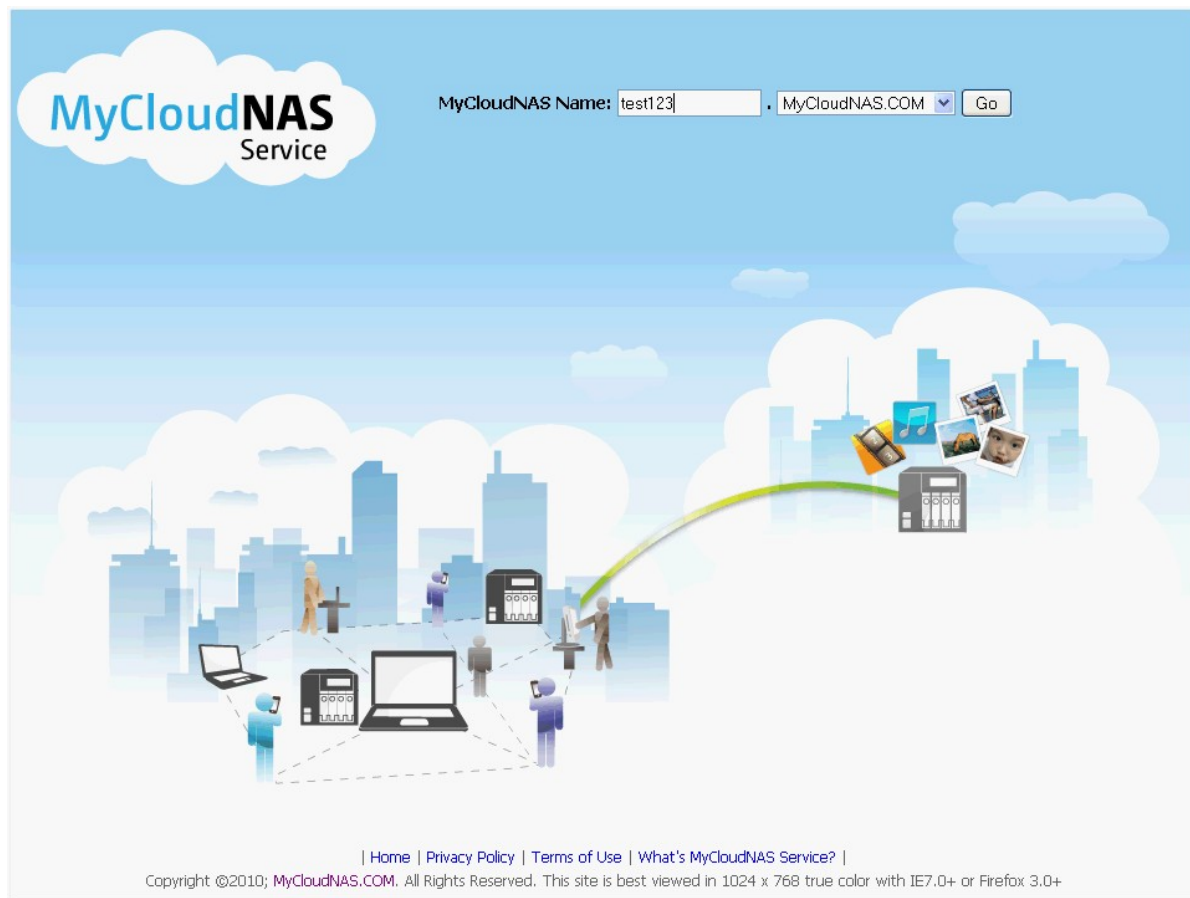 MyCloudNAS
Service
MyCloudNAS Name: test123 . MyCloudNAS.COM Go
| Home | Privacy Policy | Terms of Use | What's MyCloudNAS Service? |
Copyright ©2010; MyCloudNAS.COM. All Rights Reserved. This site is best viewed in 1024 x 768 true color with IE7.0+ or Firefox 3.0+